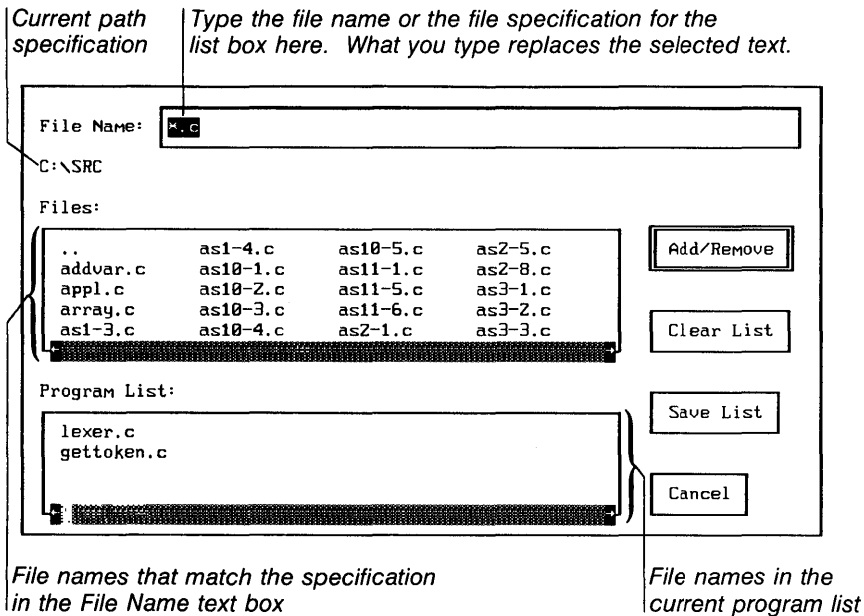 Current path
specification
Type the file name or the file specification for the
list box here. What you type replaces the selected text.
File Name: *.c
C:\SRC
Files:
.. as1-4.c as10-5.c as2-5.c
addvar.c as10-1.c as11-1.c as2-8.c
appl.c as10-2.c as11-5.c as3-1.c
array.c as10-3.c as11-6.c as3-2.c
as1-3.c as10-4.c as2-1.c as3-3.c
Add/Remove
Clear List
Program List:
lexer.c
gettoken.c
Save List
Cancel
File names that match the specification
in the File Name text box
File names in the
current program list